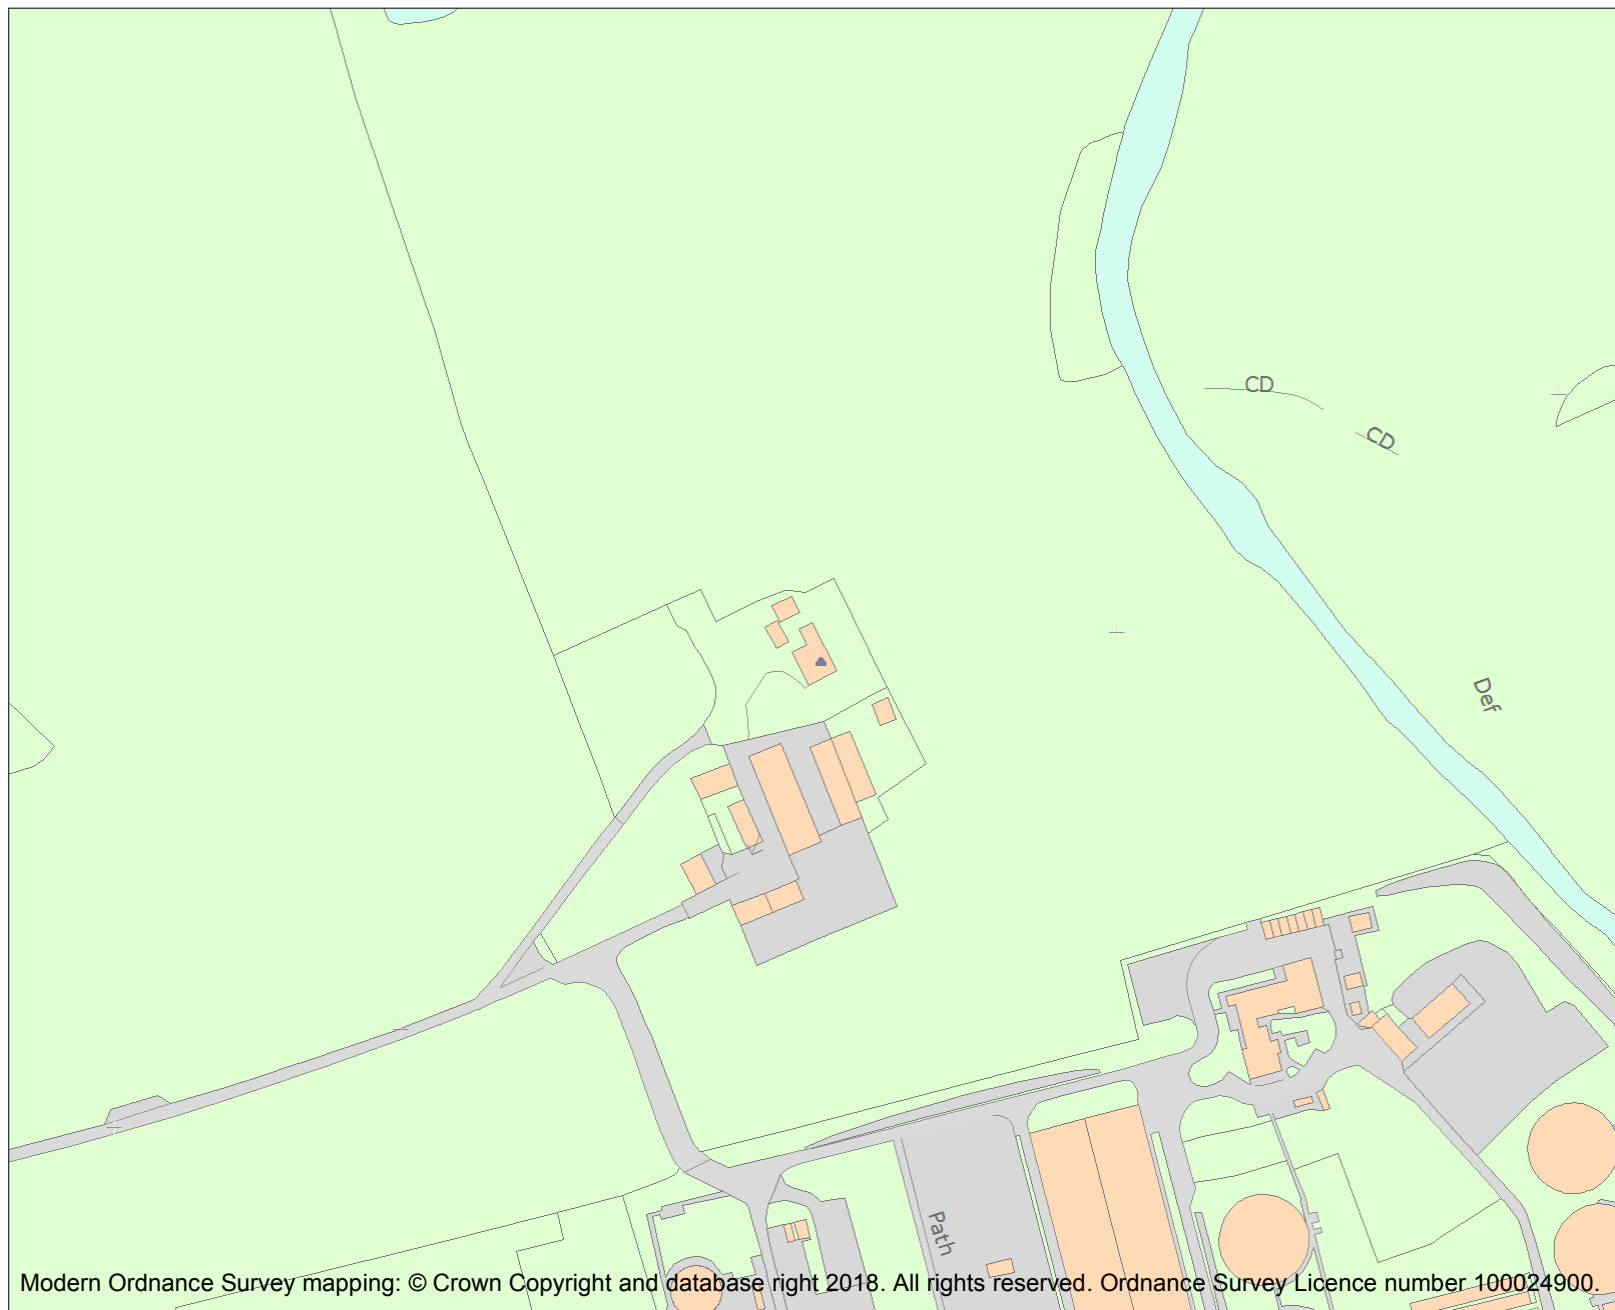 CD
CD
Def
Path
Modern Ordnance Survey mapping: © Crown Copyright and database right 2018. All rights reserved. Ordnance Survey Licence number 100024900.